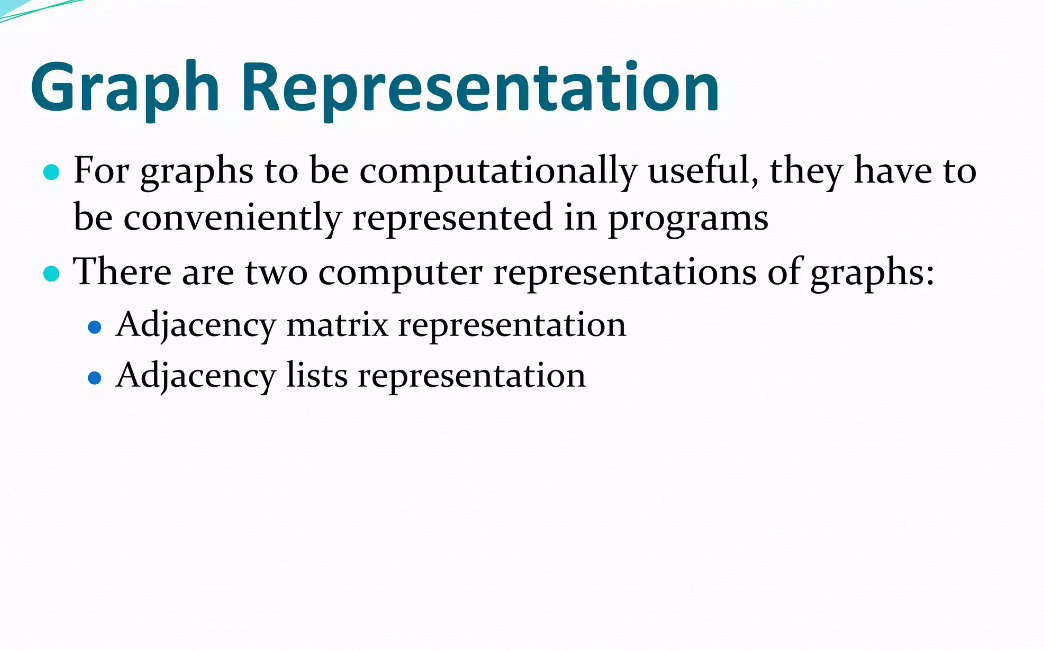 Graph Representation
● For graphs to be computationally useful, they have to
be conveniently represented in programs
● There are two computer representations of graphs:
● Adjacency matrix representation
● Adjacency lists representation